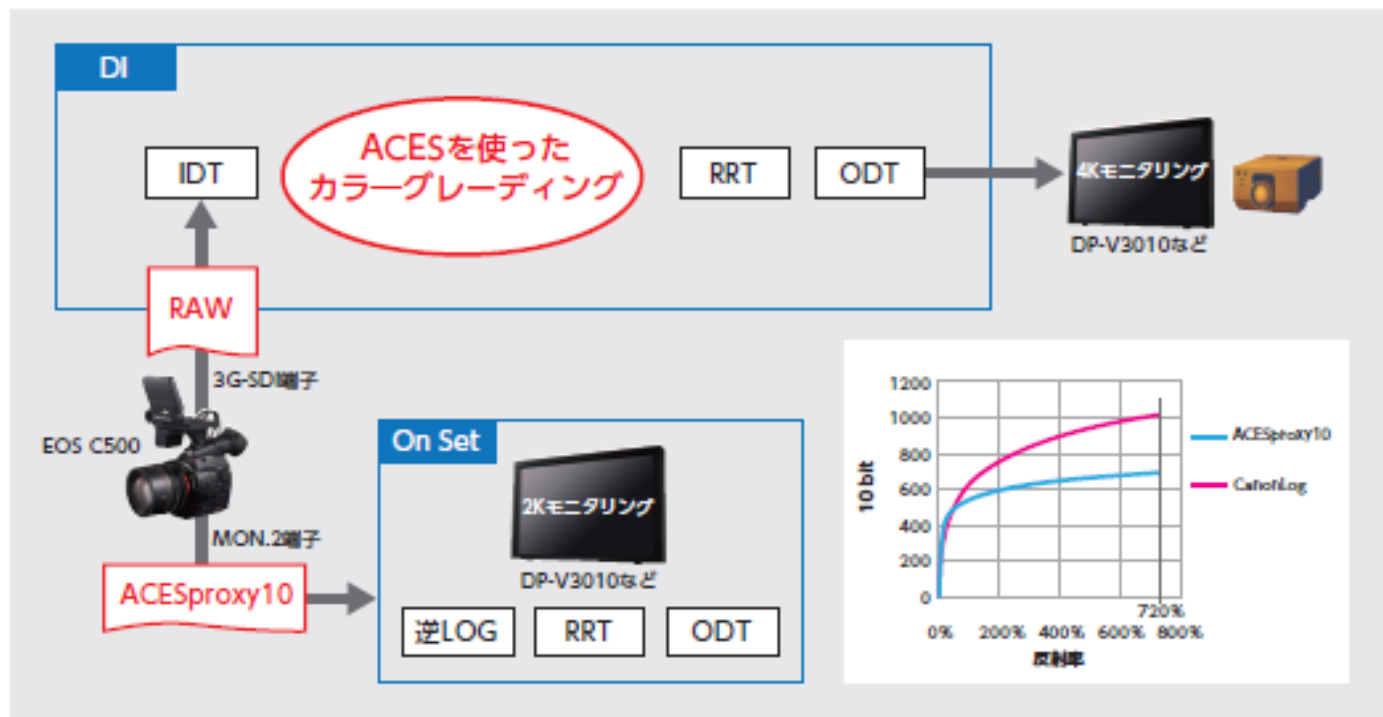 DI
IDT
ACESを使った
カラーグレーディング
RRT
ODT
4Kモニタリング
DP-V3010など
RAW
3G-SDI端子
EOS C500
MON.2端子
ACESproxy10
On Set
2Kモニタリング
DP-V3010など
逆LOG
RRT
ODT
1200
1000
800
600
400
200
0
10 bit
720%
0%
200%
400%
600%
800%
反射率
ACESproxy10
CanonLog